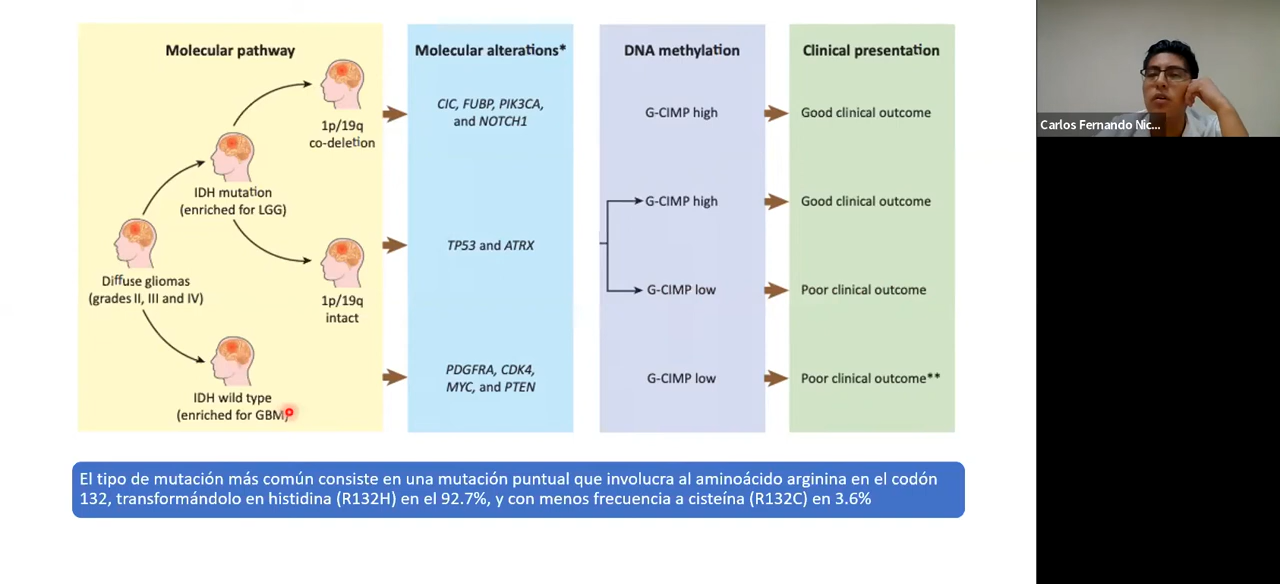 Molecular pathway
1p/19q
co-deletion
IDH mutation
(enriched for LGG)
Diffuse gliomas
(grades II, III and IV)
1p/19q
intact
IDH wild type
(enriched for GBM)
Molecular alterations*
CIC, FUBP, PIK3CA,
and NOTCH1
TP53 and ATRX
PDGFRA, CDK4,
MYC, and PTEN
DNA methylation
G-CIMP high
G-CIMP high
G-CIMP low
G-CIMP low
Clinical presentation
Good clinical outcome
Good clinical outcome
Poor clinical outcome
Poor clinical outcome**
El tipo de mutación más común consiste en una mutación puntual que involucra al aminoácido arginina en el codón
132, transformándolo en histidina (R132H) en el 92.7%, y con menos frecuencia a cisteína (R132C) en 3.6%
Carlos Fernando Nic...